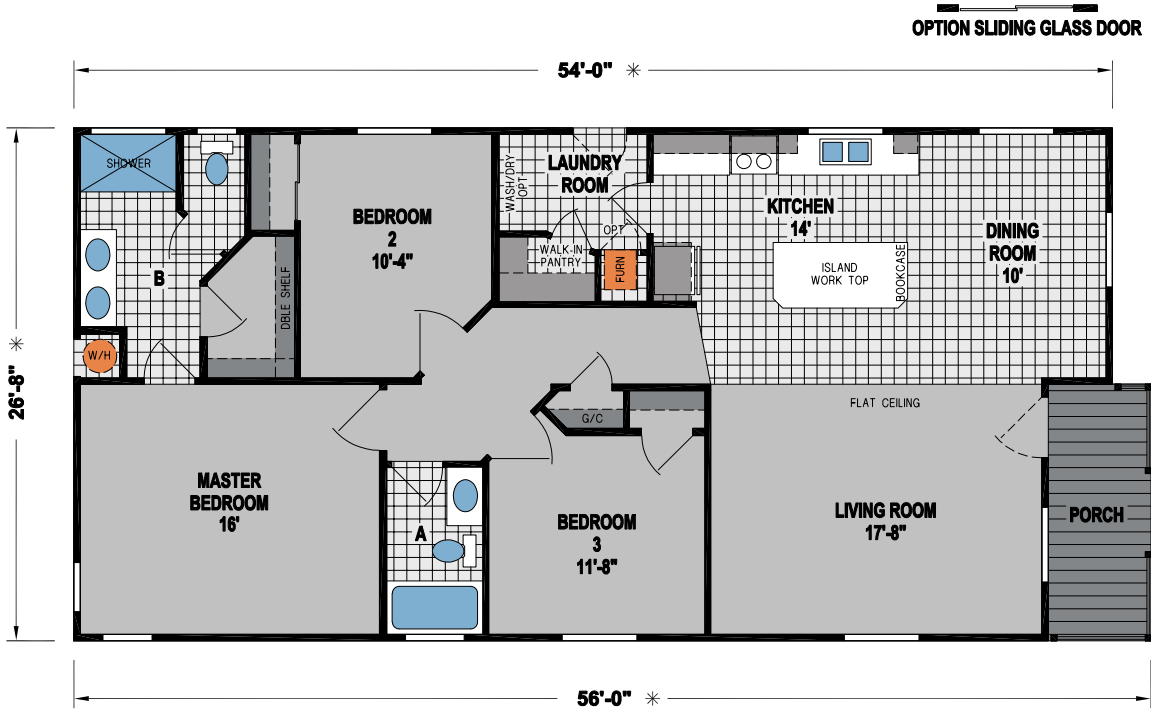 OPTION SLIDING GLASS DOOR
54'-0" ✳
SHOWER
LAUNDRY
ROOM
WASH/DRY
OPT
BEDROOM
2
10'-4"
KITCHEN
14'
OPT
WALK-IN
PANTRY
FURN
DINING
ROOM
10'
ISLAND
WORK TOP
BOOKCASE
B
DBLE SHELF
W/H
26'-8" ✳
FLAT CEILING
G/C
MASTER
BEDROOM
16'
A
BEDROOM
3
11'-8"
LIVING ROOM
17'-8"
PORCH
56'-0" ✳